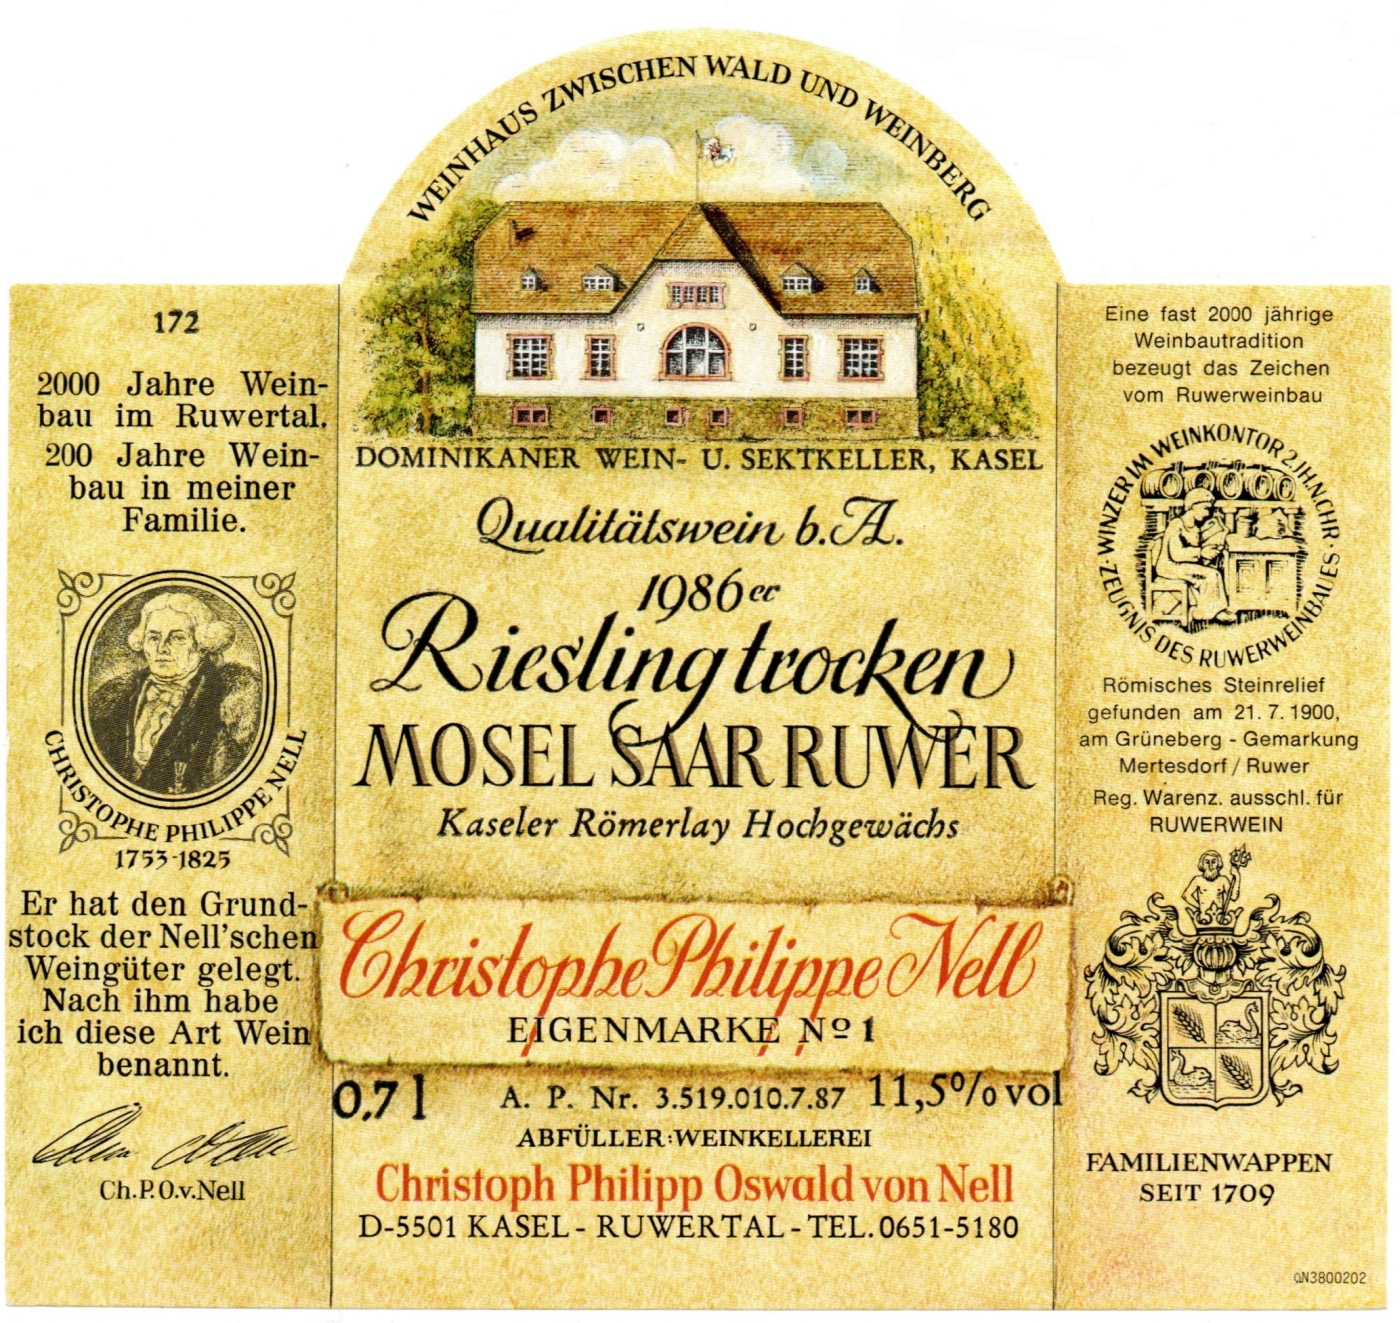 WEINHAUS ZWISCHEN WALD UND WEINBERG
DOMINIKANER WEIN- U. SEKTKELLER, KASEL
Qualitätswein b.A.
1986er
Riesling trocken
MOSEL SAAR RUWER
Kaseler Römerlay Hochgewächs
Christophe Philippe Nell
EIGENMARKE No 1
0,7 l A. P. Nr. 3.519.010.7.87 11,5% vol
ABFÜLLER:WEINKELLEREI
Christoph Philipp Oswald von Nell
D-5501 KASEL - RUWERTAL - TEL. 0651-5180
172
2000 Jahre Wein-
bau im Ruwertal.
200 Jahre Wein-
bau in meiner
Familie.
CHRISTOPHE PHILIPPE NELL
1753-1825
Er hat den Grund-
stock der Nell'schen
Weingüter gelegt.
Nach ihm habe
ich diese Art Wein
benannt.
Ch.P.O.v.Nell
Eine fast 2000 jährige
Weinbautradition
bezeugt das Zeichen
vom Ruwerweinbau
WINZER IM WEINKONTOR 2.JH.N.CHR.
ZEUGNIS DES RUWERWEINBAUES
Römisches Steinrelief
gefunden am 21. 7. 1900,
am Grüneberg - Gemarkung
Mertesdorf / Ruwer
Reg. Warenz. ausschl. für
RUWERWEIN
FAMILIENWAPPEN
SEIT 1709
QN3800202